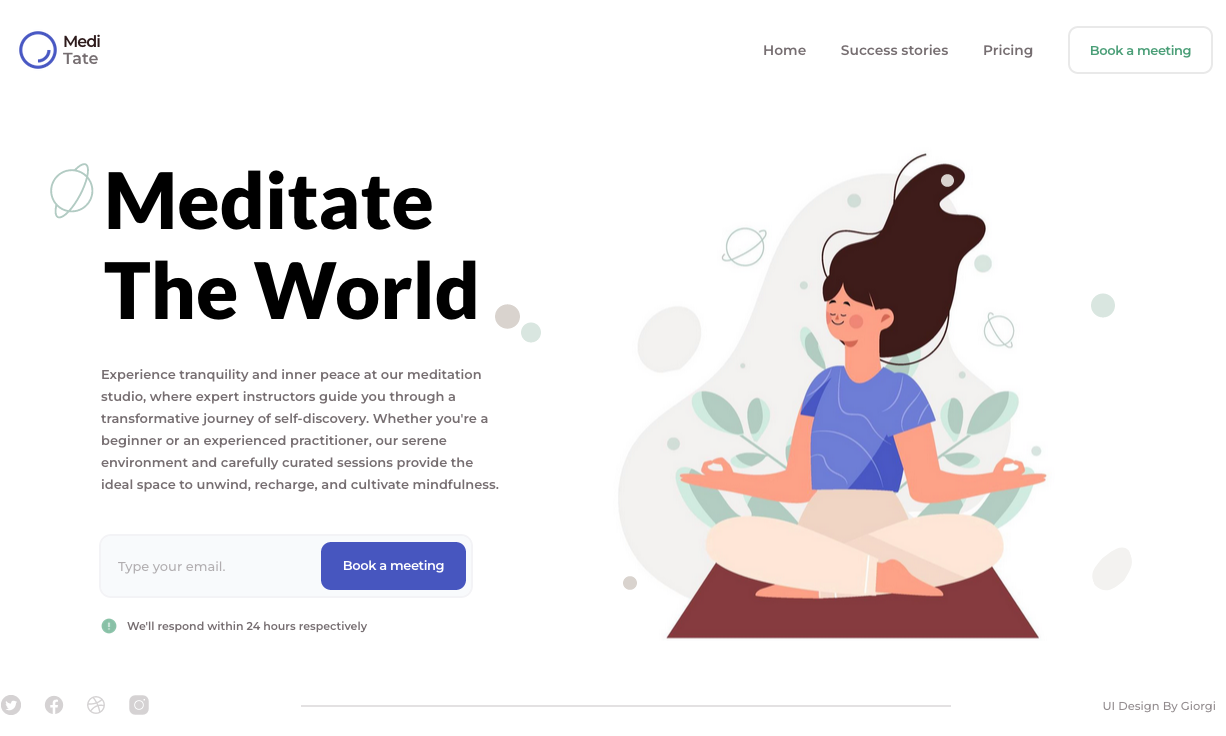 Medi
Tate
Home
Success stories
Pricing
Book a meeting
Meditate
The World
Experience tranquility and inner peace at our meditation
studio, where expert instructors guide you through a
transformative journey of self-discovery. Whether you're a
beginner or an experienced practitioner, our serene
environment and carefully curated sessions provide the
ideal space to unwind, recharge, and cultivate mindfulness.
Type your email.
Book a meeting
We'll respond within 24 hours respectively
UI Design By Giorgi